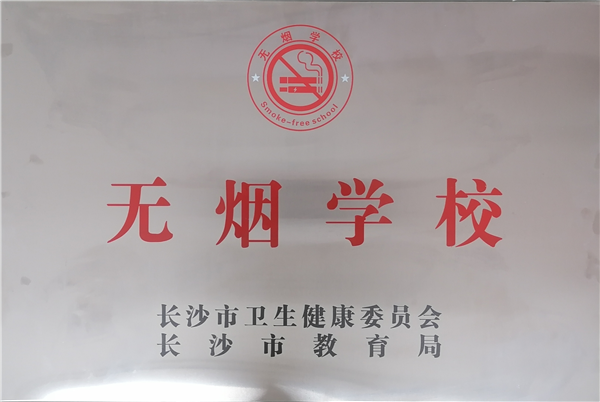 无烟学校
Smoke-free school
无烟学校
长沙市卫生健康委员会
长沙市教育局